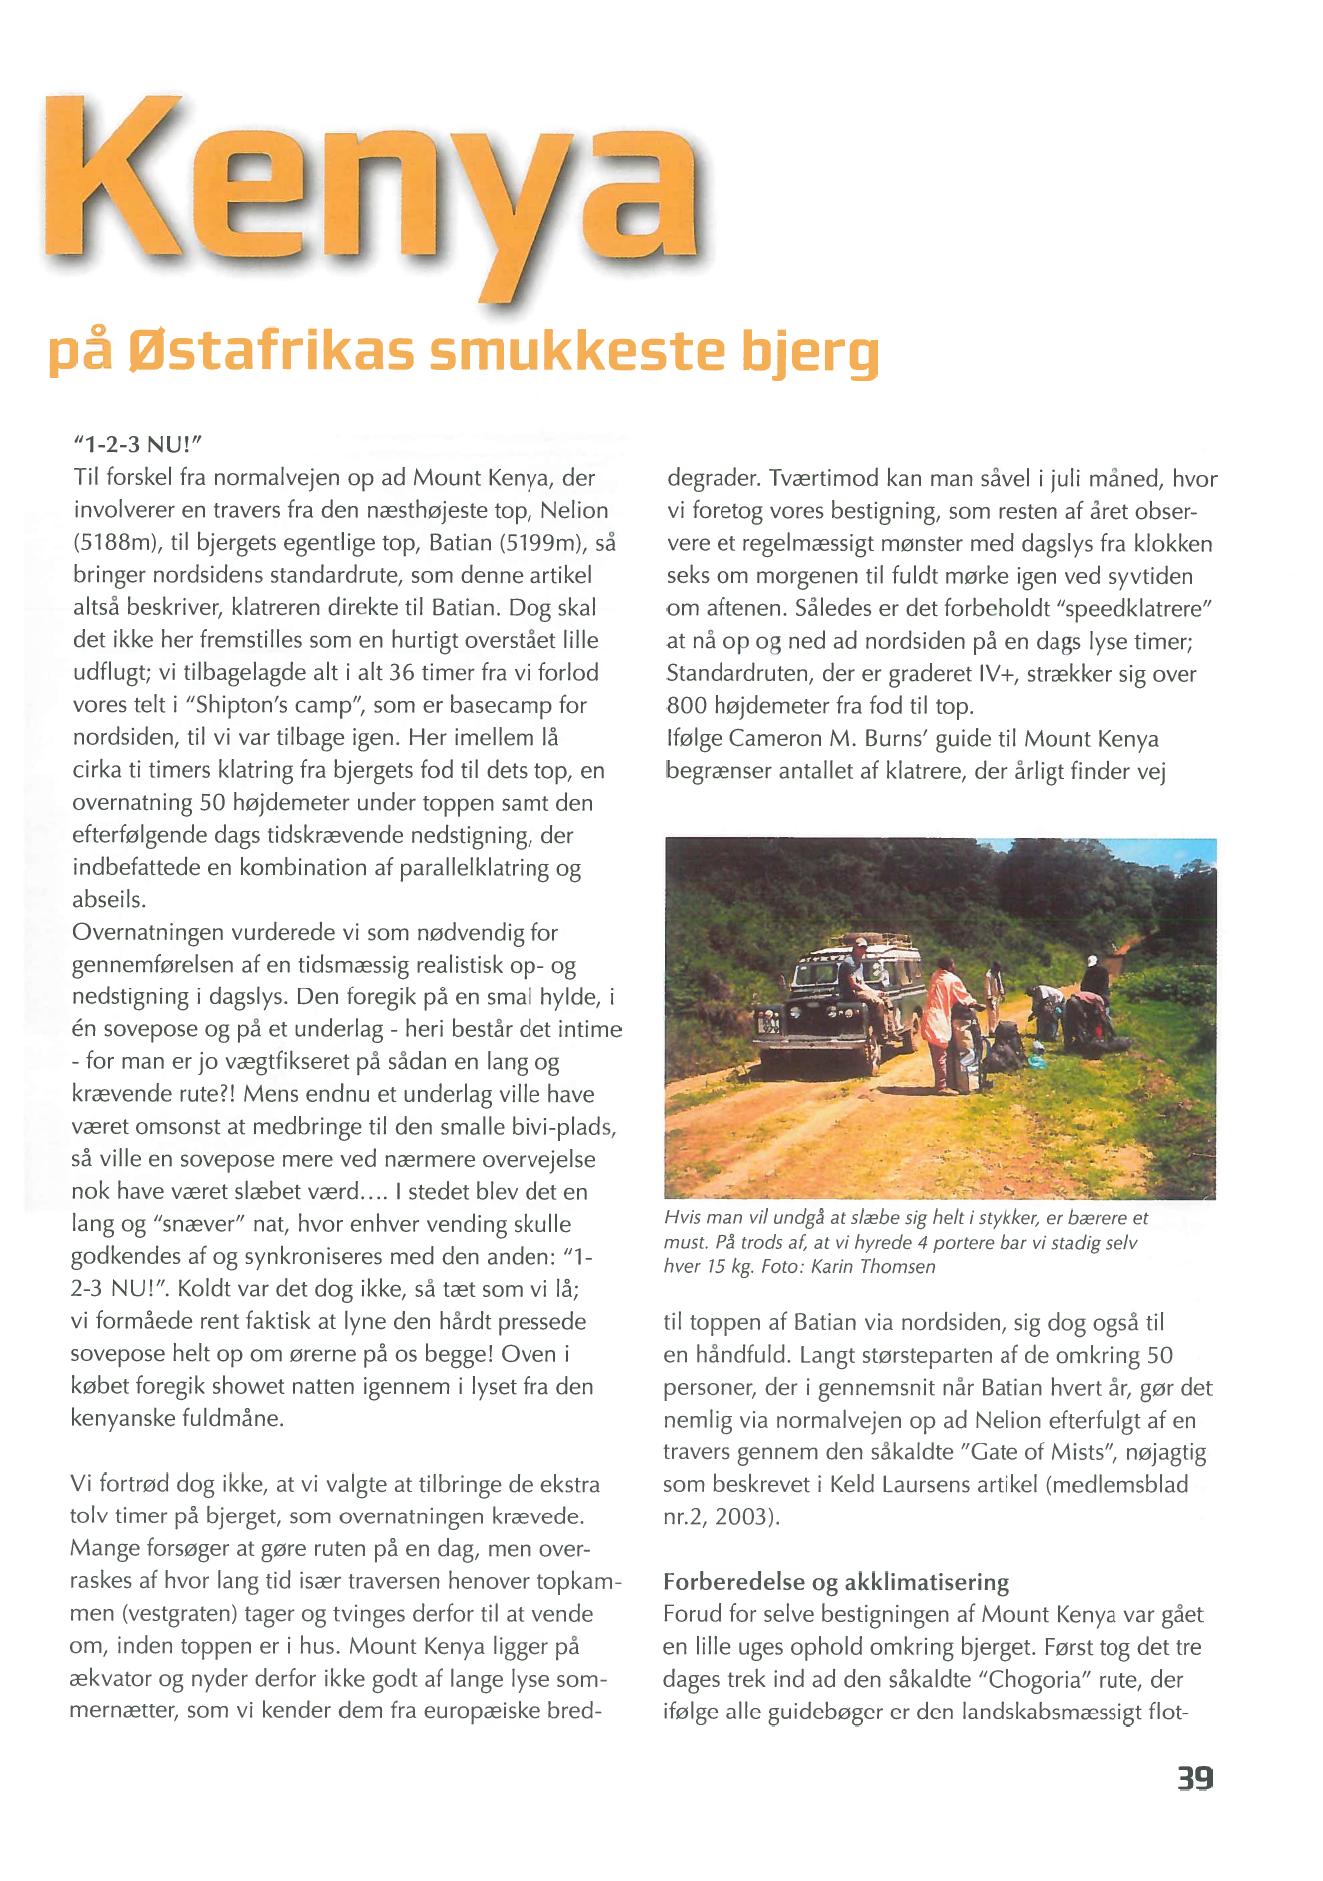 Kenya
på Østafrikas smukkeste bjerg
"1-2-3 NU!"
Til forskel fra normalvejen op ad Mount Kenya, der
involverer en travers fra den næsthøjeste top, Nelion
(5188m), til bjergets egentlige top, Batian (5199m), så
bringer nordsidens standardrute, som denne artikel
altså beskriver, klatreren direkte til Batian. Dog skal
det ikke her fremstilles som en hurtigt overstået lille
udflugt; vi tilbagelagde alt i alt 36 timer fra vi forlod
vores telt i "Shipton's camp", som er basecamp for
nordsiden, til vi var tilbage igen. Her imellem lå
cirka ti timers klatring fra bjergets fod til dets top, en
overnatning 50 højdemeter under toppen samt den
efterfølgende dags tidskrævende nedstigning, der
indbefattede en kombination af parallelklatring og
abseils.
Overnatningen vurderede vi som nødvendig for
gennemførelsen af en tidsmæssig realistisk op- og
nedstigning i dagslys. Den foregik på en smal hylde, i
én sovepose og på et underlag - heri består det intime
- for man er jo vægtfikseret på sådan en lang og
krævende rute?! Mens endnu et underlag ville have
været omsonst at medbringe til den smalle bivi-plads,
så ville en sovepose mere ved nærmere overvejelse
nok have været slæbet værd.... I stedet blev det en
lang og "snæver" nat, hvor enhver vending skulle
godkendes af og synkroniseres med den anden: "1-
2-3 NU!". Koldt var det dog ikke, så tæt som vi lå;
vi formåede rent faktisk at lyne den hårdt pressede
sovepose helt op om ørerne på os begge! Oven i
købet foregik showet natten igennem i lyset fra den
kenyanske fuldmåne.
Vi fortrød dog ikke, at vi valgte at tilbringe de ekstra
tolv timer på bjerget, som overnatningen krævede.
Mange forsøger at gøre ruten på en dag, men over-
raskes af hvor lang tid især traversen henover topkam-
men (vestgraten) tager og tvinges derfor til at vende
om, inden toppen er i hus. Mount Kenya ligger på
ækvator og nyder derfor ikke godt af lange lyse som-
mernætter, som vi kender dem fra europæiske bred-
degrader. Tværtimod kan man såvel i juli måned, hvor
vi foretog vores bestigning, som resten af året obser-
vere et regelmæssigt mønster med dagslys fra klokken
seks om morgenen til fuldt mørke igen ved syvtiden
om aftenen. Således er det forbeholdt "speedklatrere"
at nå op og ned ad nordsiden på en dags lyse timer;
Standardruten, der er graderet IV+, strækker sig over
800 højdemeter fra fod til top.
Ifølge Cameron M. Burns' guide til Mount Kenya
begrænser antallet af klatrere, der årligt finder vej
Hvis man vil undgå at slæbe sig helt i stykker, er bærere et
must. På trods af, at vi hyrede 4 portere bar vi stadig selv
hver 15 kg. Foto: Karin Thomsen
til toppen af Batian via nordsiden, sig dog også til
en håndfuld. Langt størsteparten af de omkring 50
personer, der i gennemsnit når Batian hvert år, gør det
nemlig via normalvejen op ad Nelion efterfulgt af en
travers gennem den såkaldte "Gate of Mists", nøjagtig
som beskrevet i Keld Laursens artikel (medlemsblad
nr.2, 2003).
Forberedelse og akklimatisering
Forud for selve bestigningen af Mount Kenya var gået
en lille uges ophold omkring bjerget. Først tog det tre
dages trek ind ad den såkaldte "Chogoria" rute, der
ifølge alle guidebøger er den landskabsmæssigt flot-
39